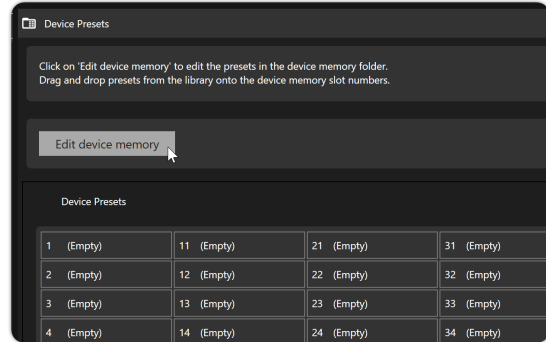 Device Presets
Click on 'Edit device memory' to edit the presets in the device memory folder.
Drag and drop presets from the library onto the device memory slot numbers.
Edit device memory
Device Presets
1 (Empty) 11 (Empty) 21 (Empty) 31 (Empty)
2 (Empty) 12 (Empty) 22 (Empty) 32 (Empty)
3 (Empty) 13 (Empty) 23 (Empty) 33 (Empty)
4 (Empty) 14 (Empty) 24 (Empty) 34 (Empty)